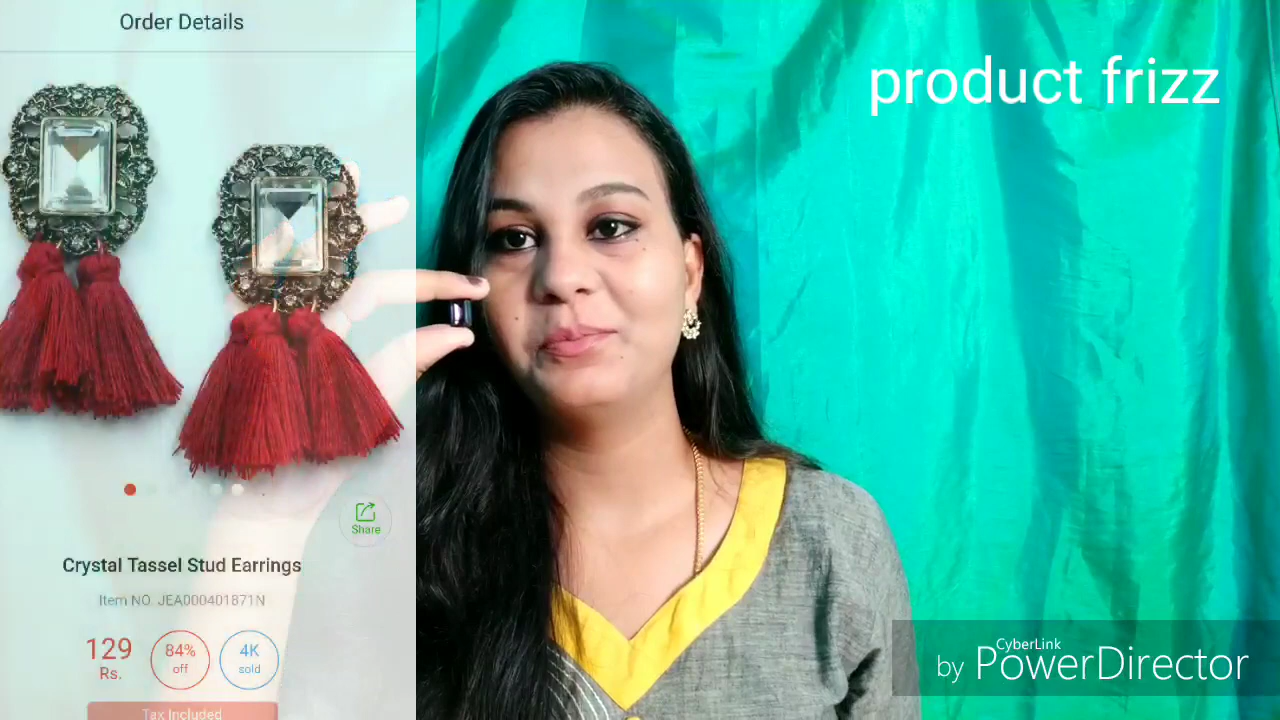 Order Details
product frizz
Share
Crystal Tassel Stud Earrings
Item NO. JEA000401871N
129
Rs.
84%
off
4K
sold
Tax Included
CyberLink
by PowerDirector